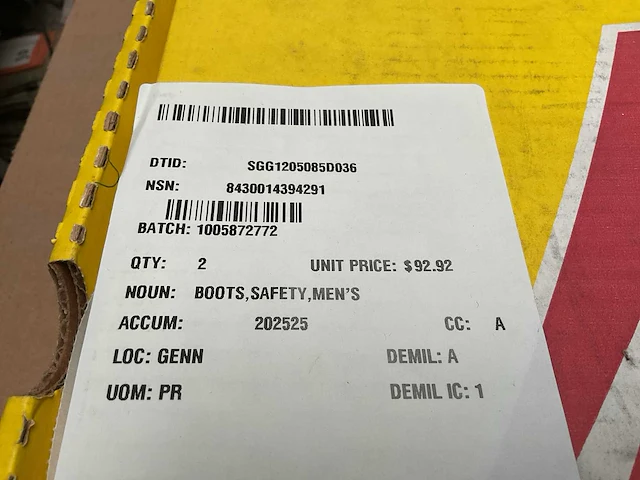 DTID: SGG1205085D036
NSN: 8430014394291
BATCH: 1005872772
QTY: 2 UNIT PRICE: $92.92
NOUN: BOOTS,SAFETY,MEN'S
ACCUM: 202525 CC: A
LOC: GENN DEMIL: A
UOM: PR DEMIL IC: 1